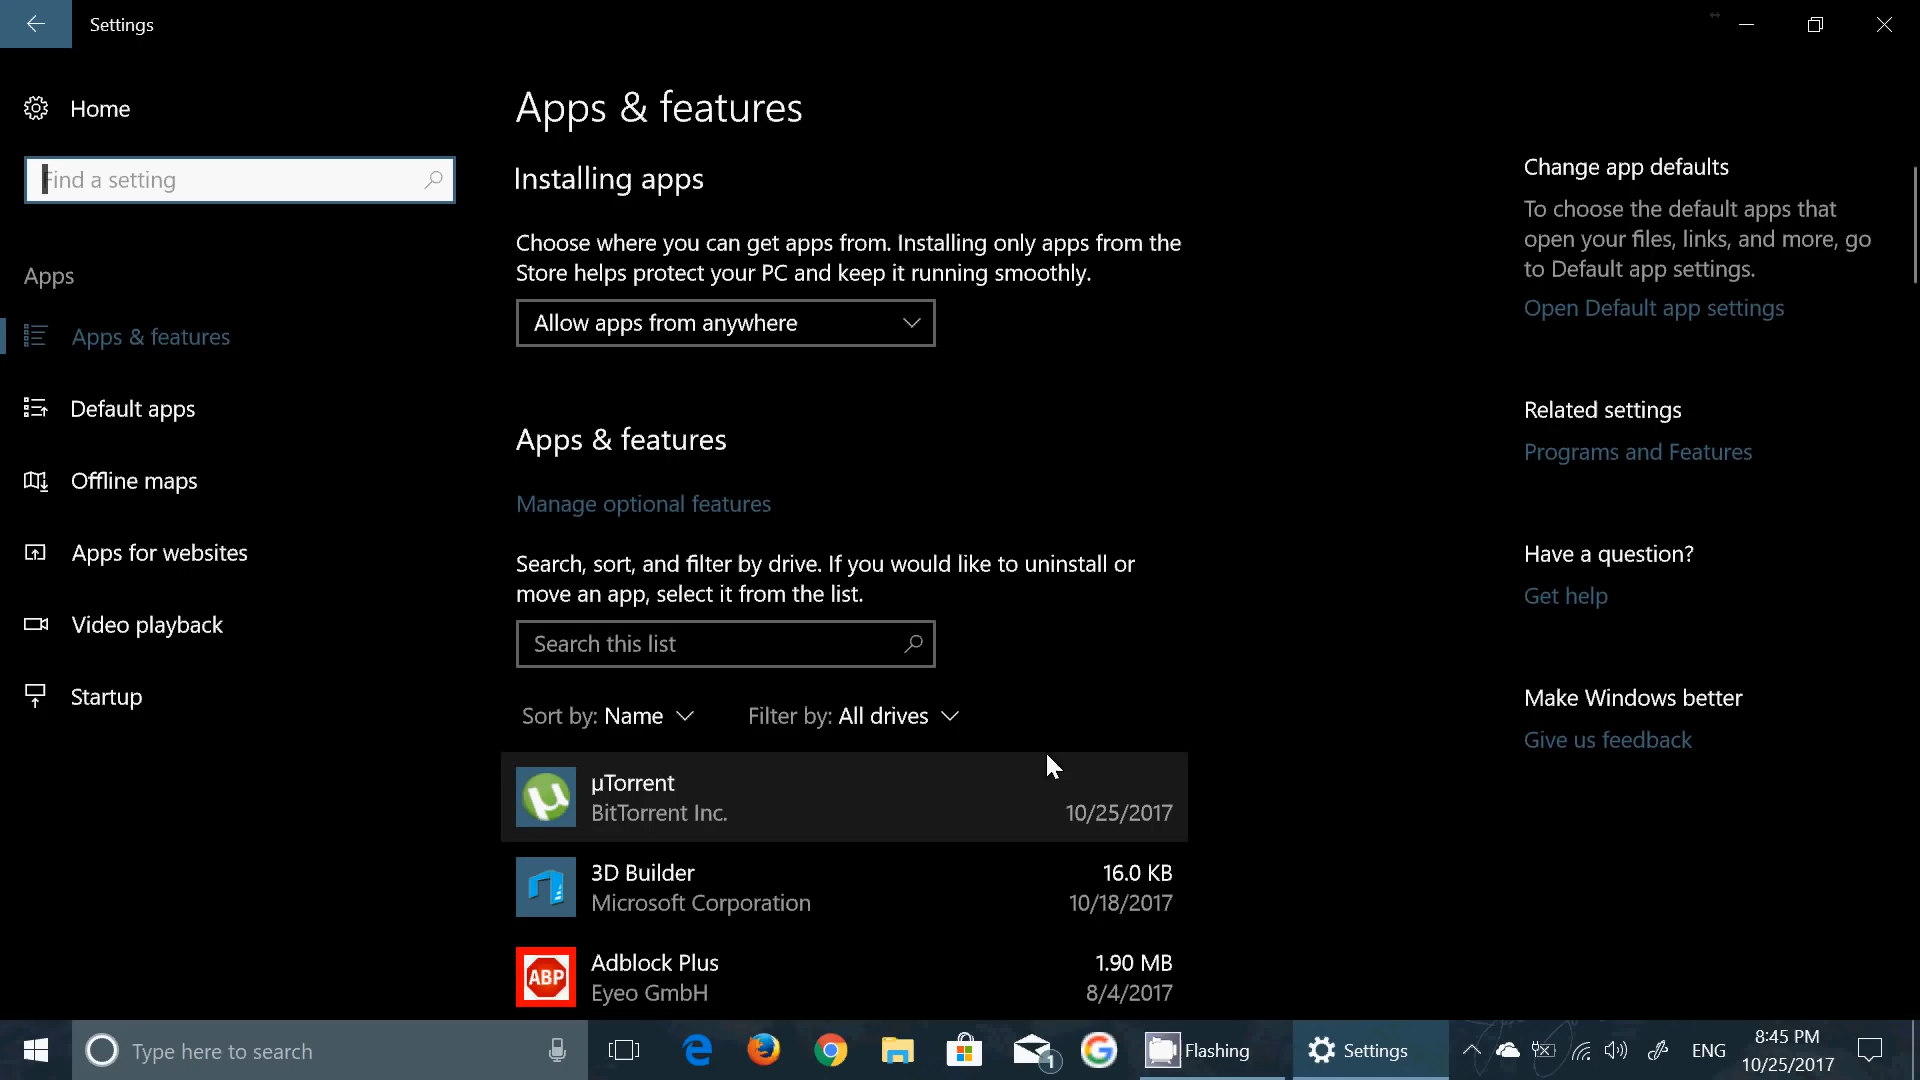 Settings
Home
Find a setting
Apps
Apps & features
Default apps
Offline maps
Apps for websites
Video playback
Startup
Apps & features
Installing apps
Choose where you can get apps from. Installing only apps from the
Store helps protect your PC and keep it running smoothly.
Allow apps from anywhere
Apps & features
Manage optional features
Search, sort, and filter by drive. If you would like to uninstall or
move an app, select it from the list.
Search this list
Sort by: Name Filter by: All drives
µTorrent
BitTorrent Inc. 10/25/2017
3D Builder 16.0 KB
Microsoft Corporation 10/18/2017
ABP
Adblock Plus 1.90 MB
Eyeo GmbH 8/4/2017
Change app defaults
To choose the default apps that
open your files, links, and more, go
to Default app settings.
Open Default app settings
Related settings
Programs and Features
Have a question?
Get help
Make Windows better
Give us feedback
Type here to search
1
Flashing
Settings
ENG
8:45 PM
10/25/2017